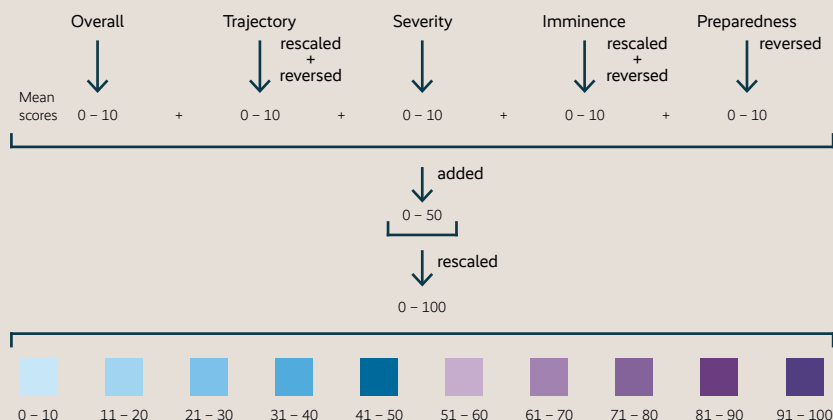 Overall Trajectory Severity Imminence Preparedness
rescaled
+
reversed
rescaled
+
reversed
reversed
Mean
scores
0 – 10 + 0 – 10 + 0 – 10 + 0 – 10 + 0 – 10
added
0 – 50
rescaled
0 – 100
0 – 10 11 – 20 21 – 30 31 – 40 41 – 50 51 – 60 61 – 70 71 – 80 81 – 90 91 – 100